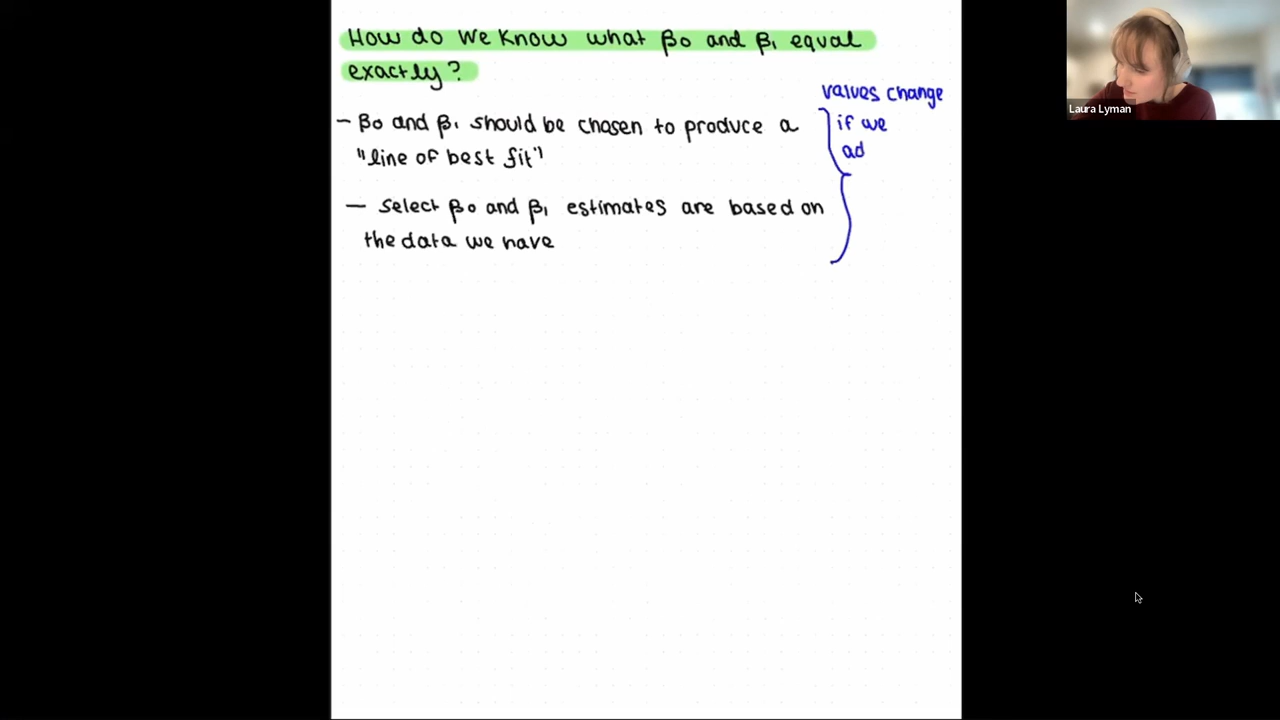 How do we know what β₀ and β₁ equal
exactly?
values change
if we
ad
– β₀ and β₁ should be chosen to produce a
"line of best fit"
– Select β₀ and β₁ estimates are based on
the data we have
Laura Lyman